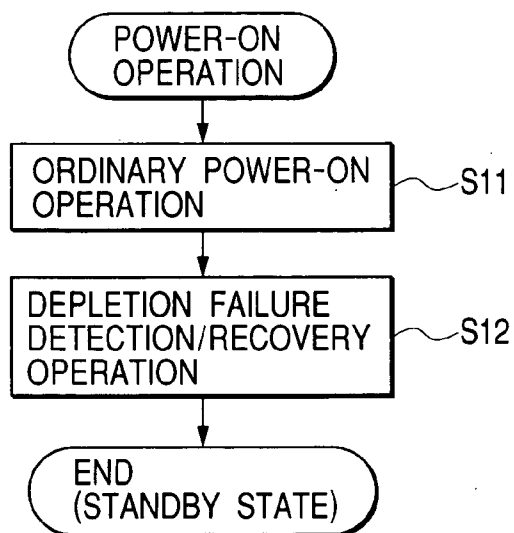 POWER-ON
OPERATION
ORDINARY POWER-ON
OPERATION
S11
DEPLETION FAILURE
DETECTION/RECOVERY
OPERATION
S12
END
(STANDBY STATE)